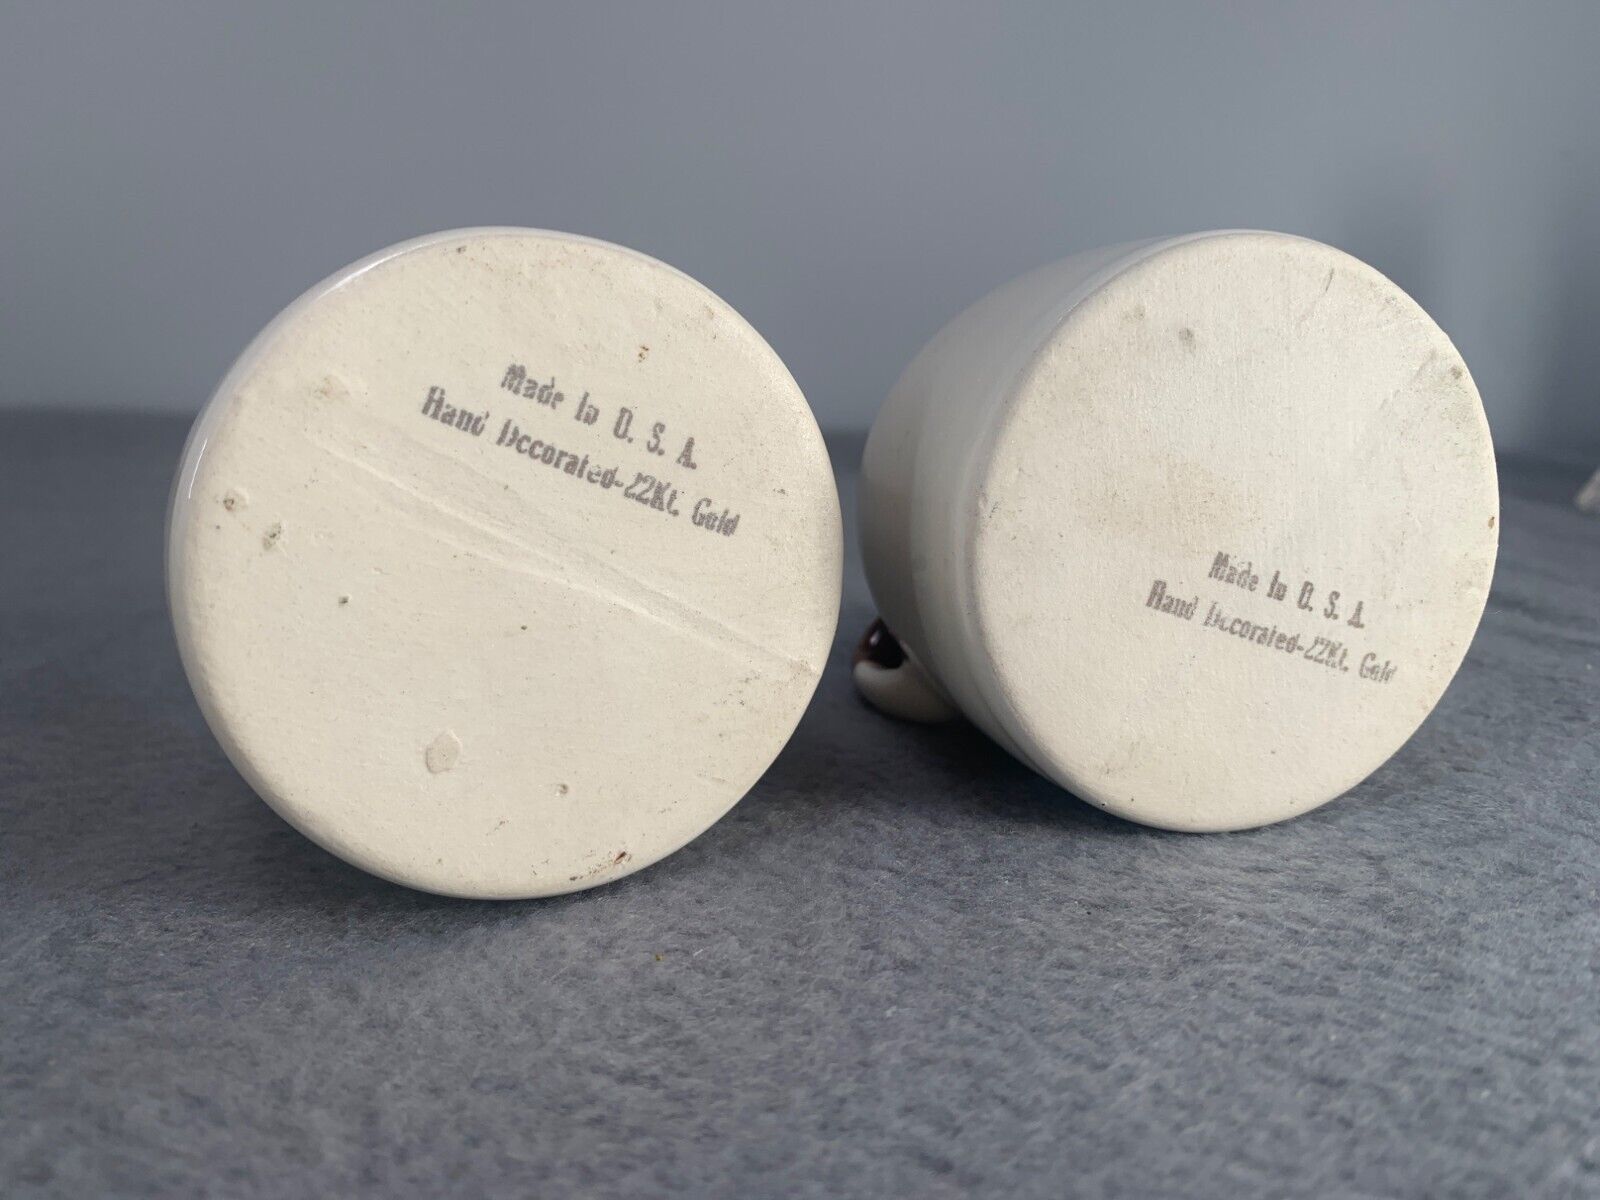 Made In U. S. A.
Hand Decorated-22Kt. Gold
Made In U. S. A.
Hand Decorated-22Kt. Gold